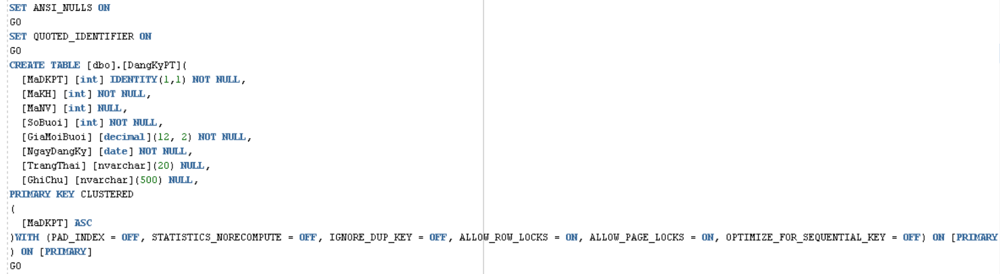 SET ANSI_NULLS ON
GO
SET QUOTED_IDENTIFIER ON
GO
CREATE TABLE [dbo].[DangKyPT](
[MaDKPT] [int] IDENTITY(1,1) NOT NULL,
[MaKH] [int] NOT NULL,
[MaNV] [int] NULL,
[SoBuoi] [int] NOT NULL,
[GiaMoiBuoi] [decimal](12, 2) NOT NULL,
[NgayDangKy] [date] NOT NULL,
[TrangThai] [nvarchar](20) NULL,
[GhiChu] [nvarchar](500) NULL,
PRIMARY KEY CLUSTERED
(
[MaDKPT] ASC
)WITH (PAD_INDEX = OFF, STATISTICS_NORECOMPUTE = OFF, IGNORE_DUP_KEY = OFF, ALLOW_ROW_LOCKS = ON, ALLOW_PAGE_LOCKS = ON, OPTIMIZE_FOR_SEQUENTIAL_KEY = OFF) ON [PRIMARY
) ON [PRIMARY]
GO